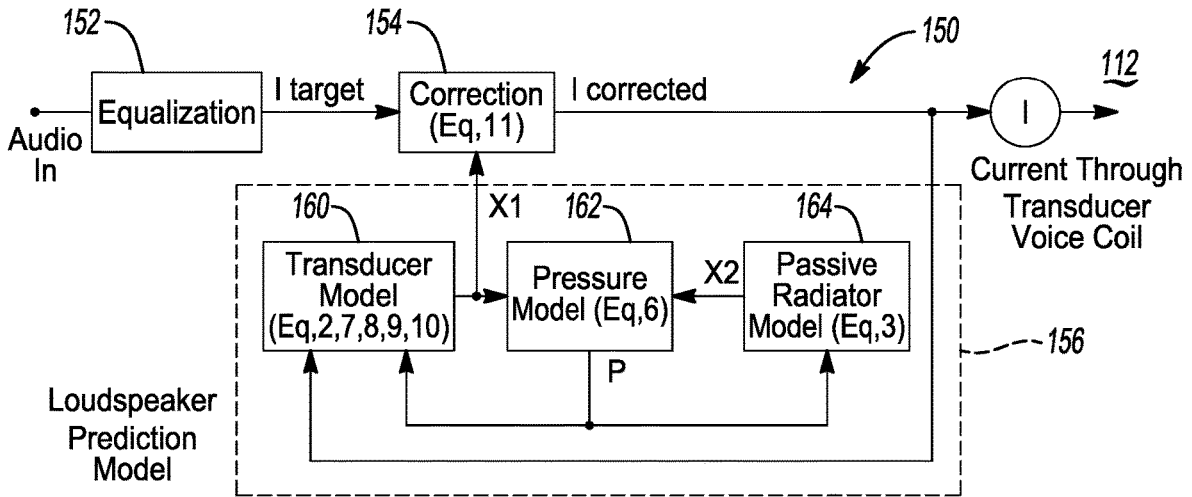 152
154
150
112
Equalization
I target
Correction
(Eq,11)
I corrected
I
Audio
In
Current Through
Transducer
Voice Coil
160
X1
162
164
Transducer
Model
(Eq,2,7,8,9,10)
Pressure
Model (Eq,6)
X2
Passive
Radiator
Model (Eq,3)
156
P
Loudspeaker
Prediction
Model